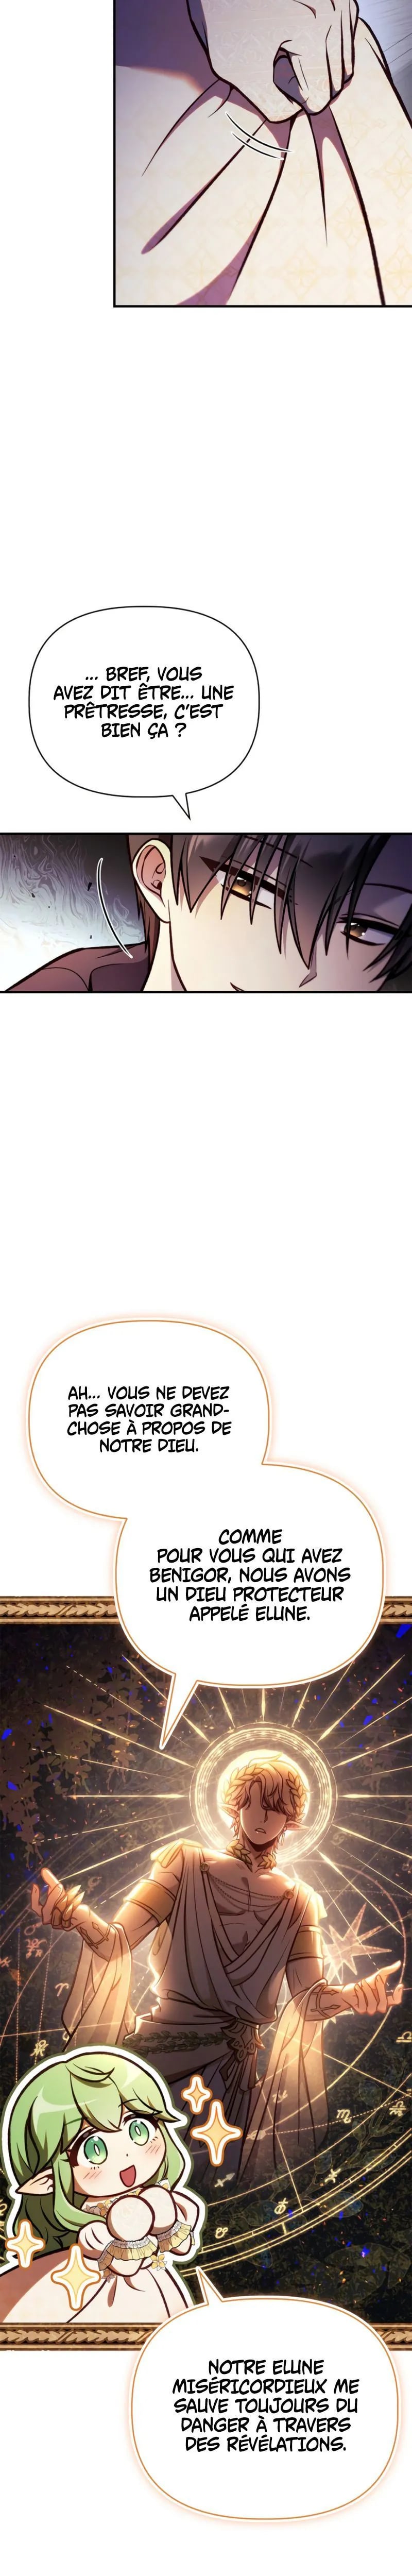 ... BREF, VOUS
AVEZ DIT ÊTRE... UNE
PRÊTRESSE, C'EST
BIEN ÇA ?
AH... VOUS NE DEVEZ
PAS SAVOIR GRAND-
CHOSE À PROPOS DE
NOTRE DIEU.
COMME
POUR VOUS QUI AVEZ
BENIGOR, NOUS AVONS
UN DIEU PROTECTEUR
APPELÉ ELUNE.
NOTRE ELUNE
MISÉRICORDIEUX ME
SAUVE TOUJOURS DU
DANGER À TRAVERS
DES RÉVÉLATIONS.